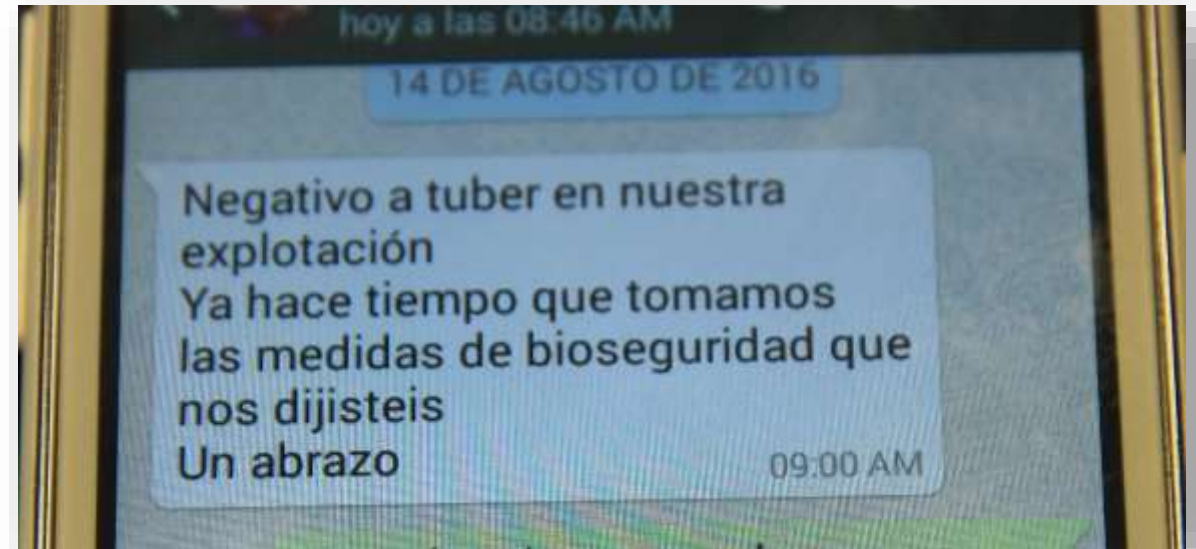 hoy a las 08:46 AM
14 DE AGOSTO DE 2016
Negativo a tuber en nuestra
explotación
Ya hace tiempo que tomamos
las medidas de bioseguridad que
nos dijisteis
Un abrazo
09:00 AM